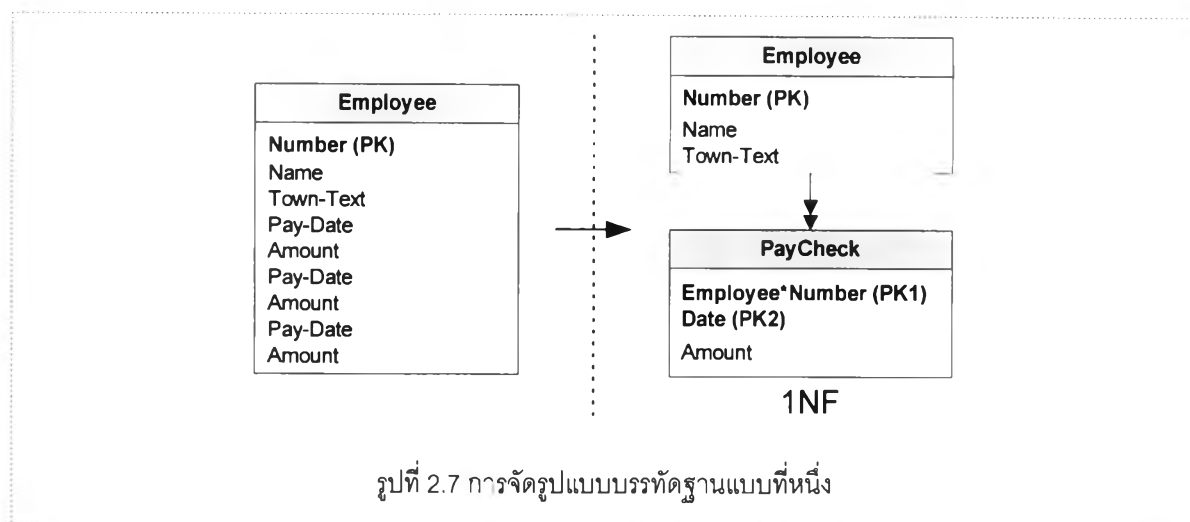 Employee
Number (PK)
Name
Town-Text
Pay-Date
Amount
Pay-Date
Amount
Pay-Date
Amount
Employee
Number (PK)
Name
Town-Text
PayCheck
Employee*Number (PK1)
Date (PK2)
Amount
1NF
รูปที่ 2.7 การจัดรูปแบบบรรทัดฐานแบบที่หนึ่ง